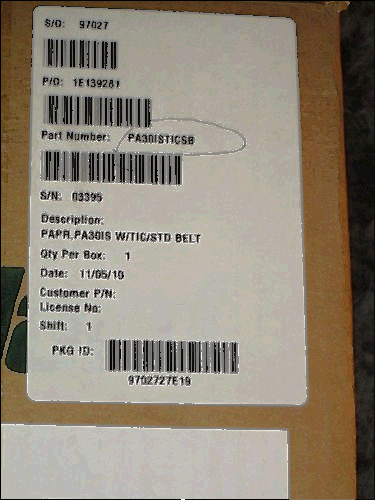 S/O: 97027
P/O: 1E139281
Part Number: PA30ISTICSB
S/N: 03395
Description:
PAPR,PA30IS W/TIC/STD BELT
Qty Per Box: 1
Date: 11/05/10
Customer P/N:
License No:
Shift: 1
PKG ID:
9702727E19